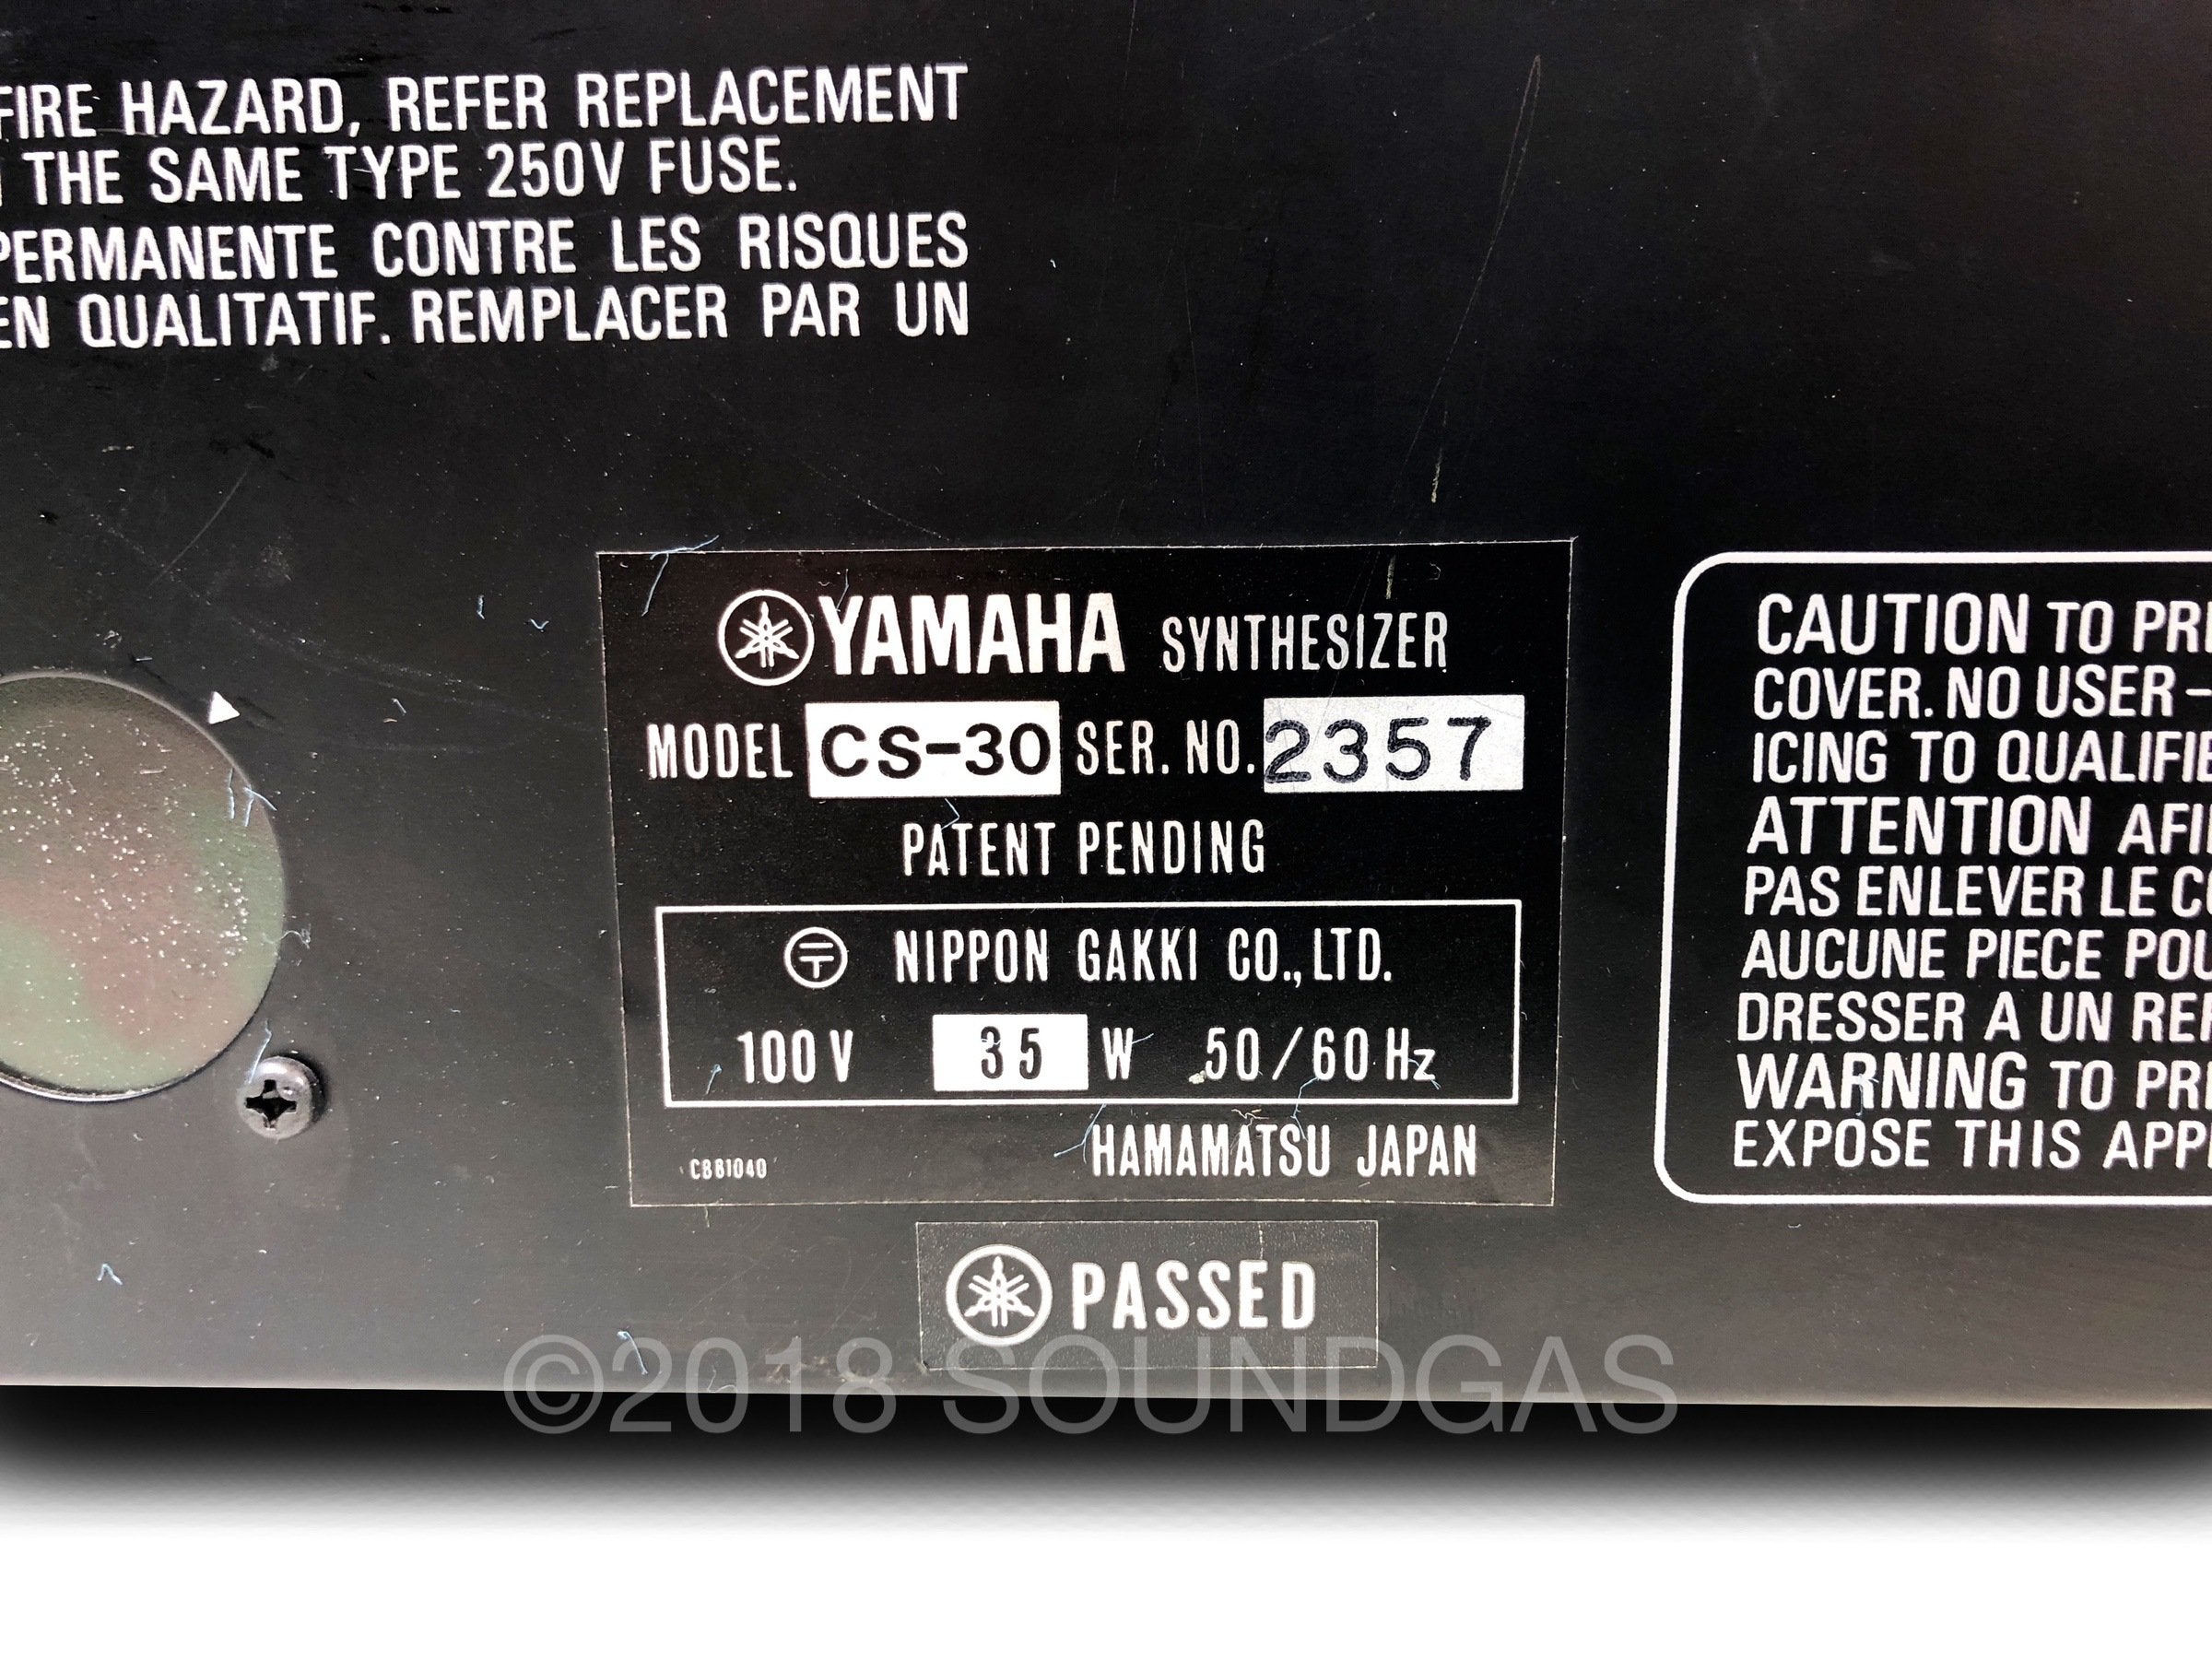 FIRE HAZARD, REFER REPLACEMENT
THE SAME TYPE 250V FUSE.
PERMANENTE CONTRE LES RISQUES
EN QUALITATIF. REMPLACER PAR UN
YAMAHA SYNTHESIZER
MODEL CS-30 SER. NO. 2357
PATENT PENDING
NIPPON GAKKI CO., LTD.
100V 35 W 50/60Hz
HAMAMATSU JAPAN
CB81040
PASSED
CAUTION TO PR
COVER. NO USER-
ICING TO QUALIFIE
ATTENTION AFI
PAS ENLEVER LE C
AUCUNE PIECE POU
DRESSER A UN RE
WARNING TO PR
EXPOSE THIS APP
©2018 SOUNDGAS